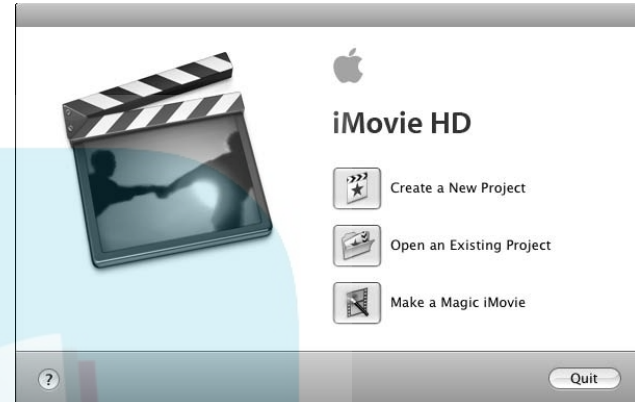 iMovie HD
Create a New Project
Open an Existing Project
Make a Magic iMovie
?
Quit